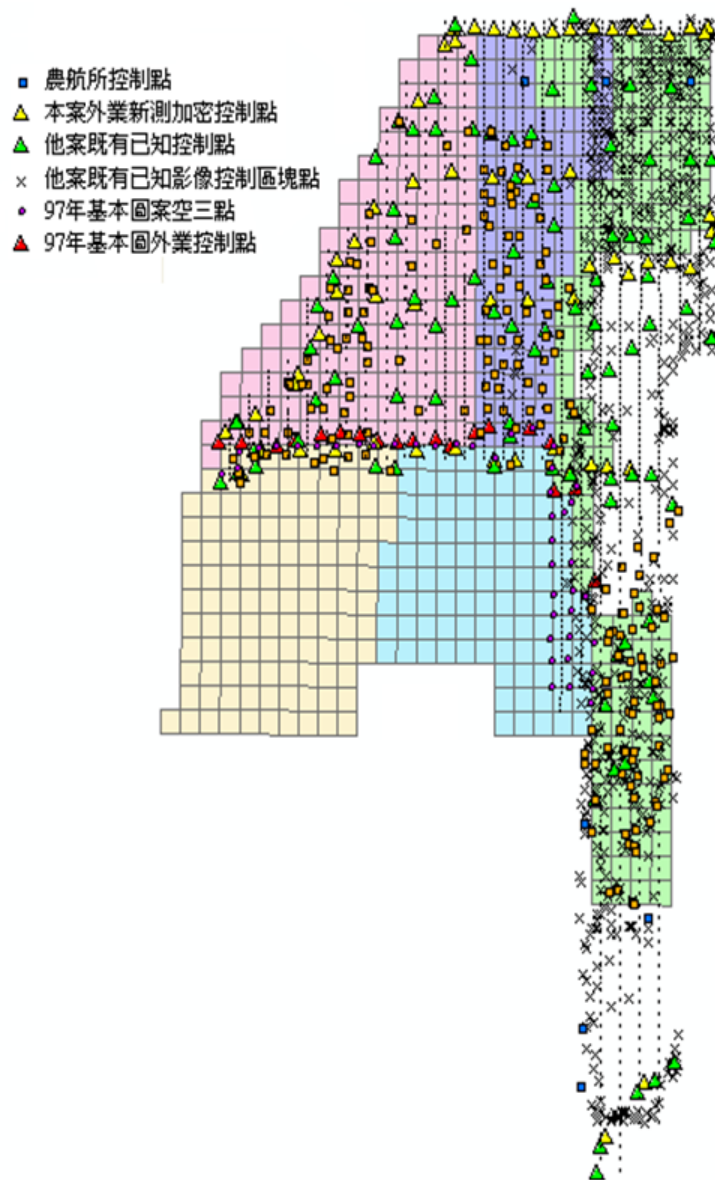 農航所控制點
本案外業新測加密控制點
他案既有已知控制點
他案既有已知影像控制區塊點
97年基本圖案空三點
97年基本圖外業控制點